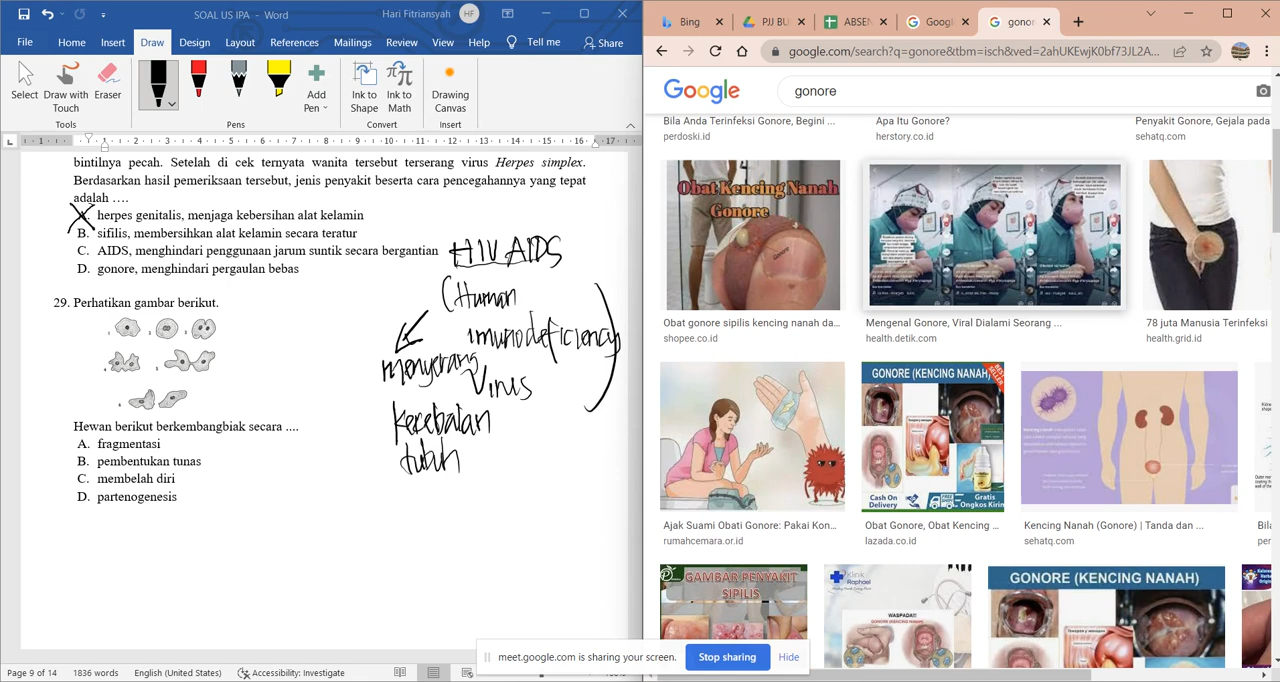 SOAL US IPA - Word
Hari Fitriansyah HF
File Home Insert Draw Design Layout References Mailings Review View Help Tell me Share
Select Draw with Touch Eraser Add Pen Ink to Shape Ink to Math Drawing Canvas
Tools Pens Convert Insert
bintilnya pecah. Setelah di cek ternyata wanita tersebut terserang virus Herpes simplex.
Berdasarkan hasil pemeriksaan tersebut, jenis penyakit beserta cara pencegahannya yang tepat
adalah ….
herpes genitalis, menjaga kebersihan alat kelamin
B. sifilis, membersihkan alat kelamin secara teratur
C. AIDS, menghindari penggunaan jarum suntik secara bergantian
D. gonore, menghindari pergaulan bebas
HIV AIDS
(Human
imunodeficiency
Virus )
menyerang
kekebalan
tubuh
29. Perhatikan gambar berikut.
Hewan berikut berkembangbiak secara ....
A. fragmentasi
B. pembentukan tunas
C. membelah diri
D. partenogenesis
Page 9 of 14 1836 words English (United States) Accessibility: Investigate
Bing PJJ BU ABSEN Googl gonor
google.com/search?q=gonore&tbm=isch&ved=2ahUKEwjK0bf73JL2A...
Google gonore
Bila Anda Terinfeksi Gonore, Begini ...
perdoski.id
Apa Itu Gonore?
herstory.co.id
Penyakit Gonore, Gejala pada
sehatq.com
Obat Kencing Nanah
Gonore
Obat gonore sipilis kencing nanah da...
shopee.co.id
Mengenal Gonore, Viral Dialami Seorang ...
health.detik.com
78 juta Manusia Terinfeksi
health.grid.id
GONORE (KENCING NANAH)
BEST SELLER
Cash On
Delivery
FREE
Gratis
Ongkos Kirim
Ajak Suami Obati Gonore: Pakai Kon...
rumahcemara.or.id
Obat Gonore, Obat Kencing ...
lazada.co.id
Kencing Nanah (Gonore) | Tanda dan ...
sehatq.com
Bila
per
GAMBAR PENYAKIT
SIPILIS
Klinik
Raphael
WASPADA!!
GONORE (KENCING NANAH)
meet.google.com is sharing your screen. Stop sharing Hide